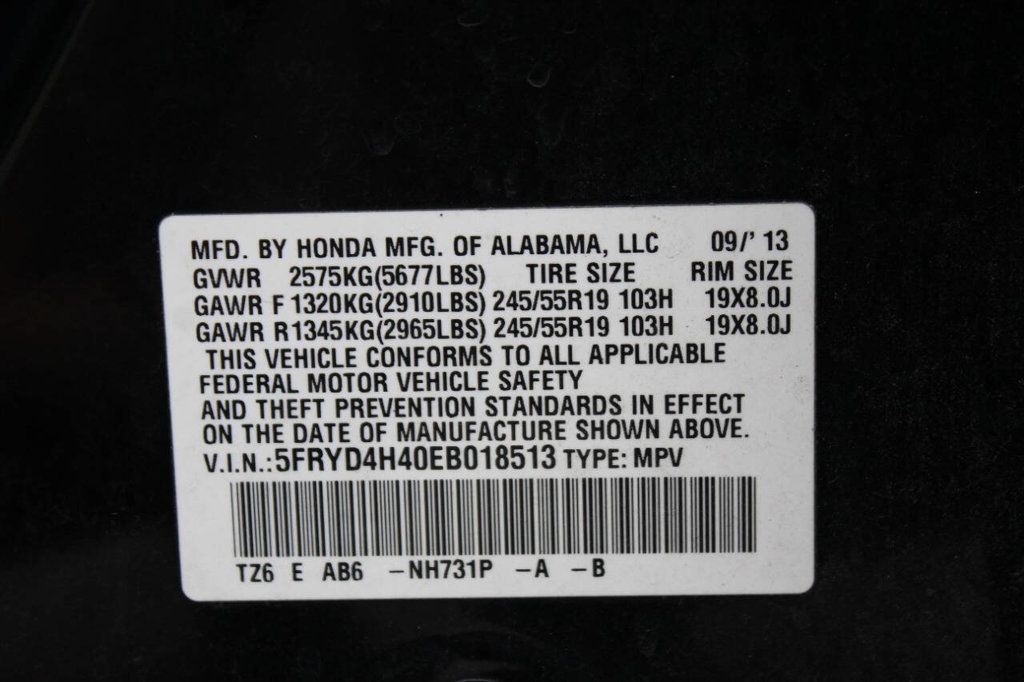 MFD. BY HONDA MFG. OF ALABAMA, LLC 09/' 13
GVWR 2575KG(5677LBS) TIRE SIZE RIM SIZE
GAWR F 1320KG(2910LBS) 245/55R19 103H 19X8.0J
GAWR R1345KG(2965LBS) 245/55R19 103H 19X8.0J
THIS VEHICLE CONFORMS TO ALL APPLICABLE
FEDERAL MOTOR VEHICLE SAFETY
AND THEFT PREVENTION STANDARDS IN EFFECT
ON THE DATE OF MANUFACTURE SHOWN ABOVE.
V.I.N.:5FRYD4H40EB018513 TYPE: MPV
TZ6 E AB6 -NH731P -A -B